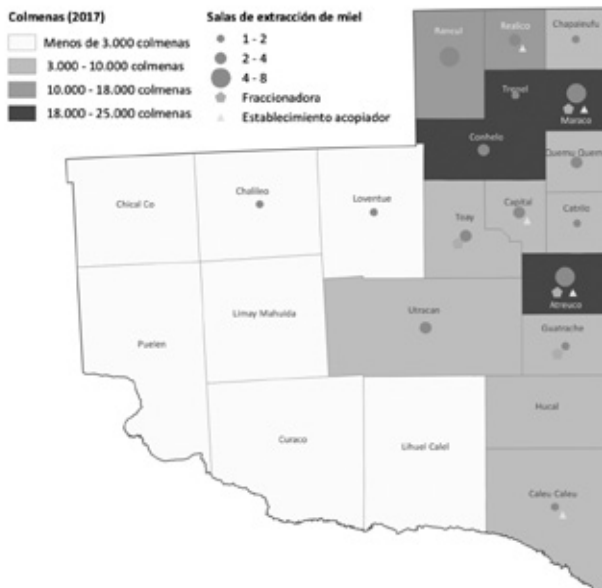 Colmenas (2017)
Menos de 3.000 colmenas
3.000 - 10.000 colmenas
10.000 - 18.000 colmenas
18.000 - 25.000 colmenas
Salas de extracción de miel
1 - 2
2 - 4
4 - 8
Fraccionadora
Establecimiento acopiador
Rancul
Realico
Chapaleufu
Trenel
Maraco
Conhelo
Quemu Quemu
Chical Co
Chalileo
Loventue
Toay
Capital
Catrilo
Puelen
Limay Mahuida
Utracan
Atreuco
Guatrache
Curaco
Lihuel Calel
Hucal
Caleu Caleu